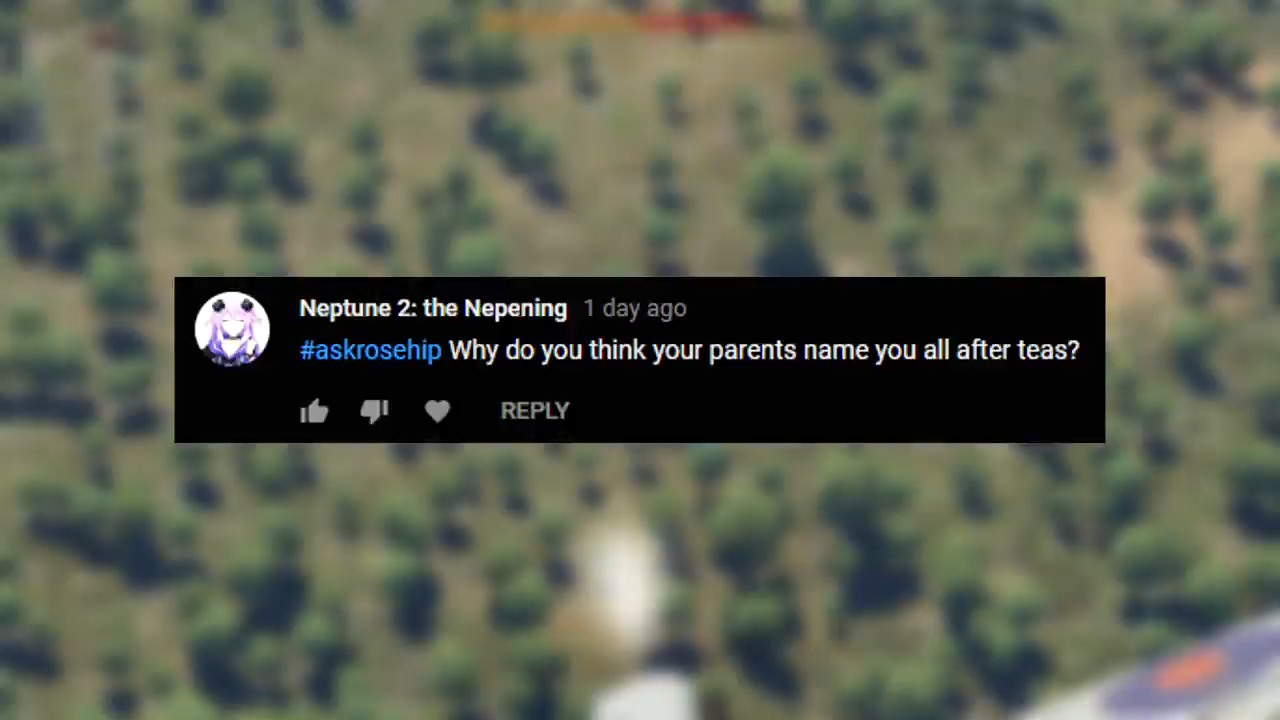 Neptune 2: the Nepening 1 day ago
#askrosehip Why do you think your parents name you all after teas?
REPLY